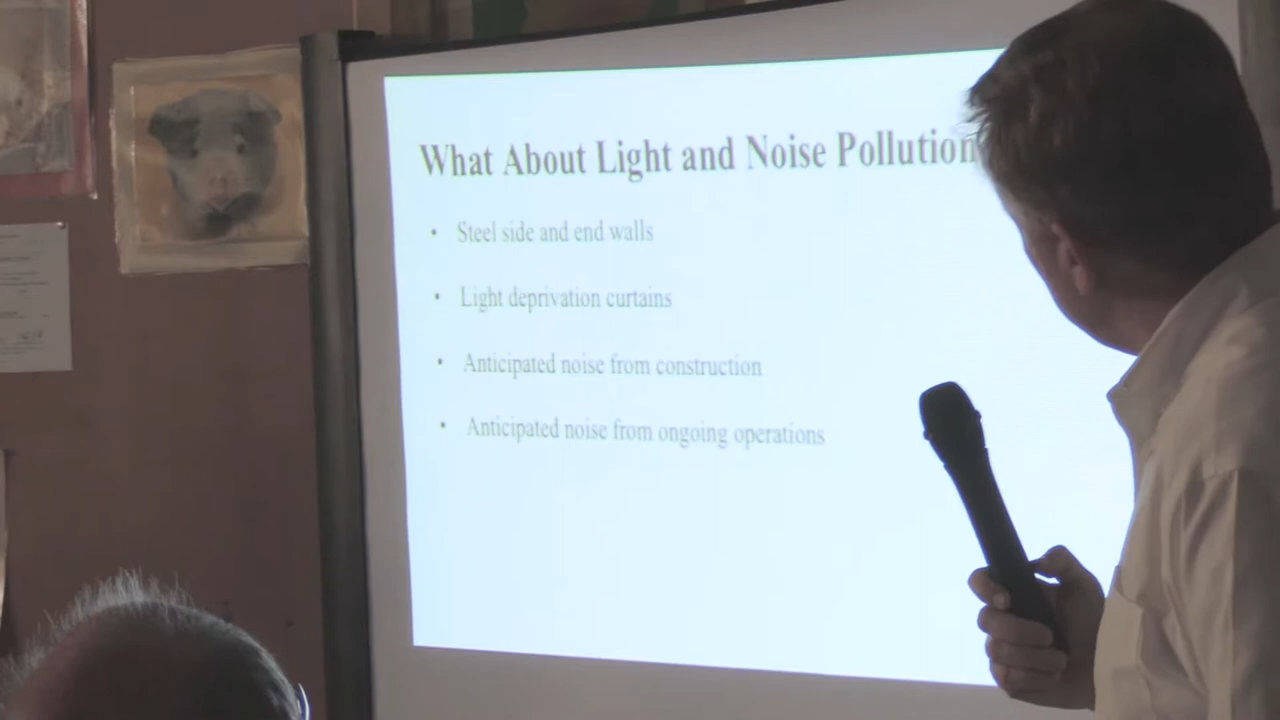 What About Light and Noise Pollution
• Steel side and end walls
• Light deprivation curtains
• Anticipated noise from construction
• Anticipated noise from ongoing operations